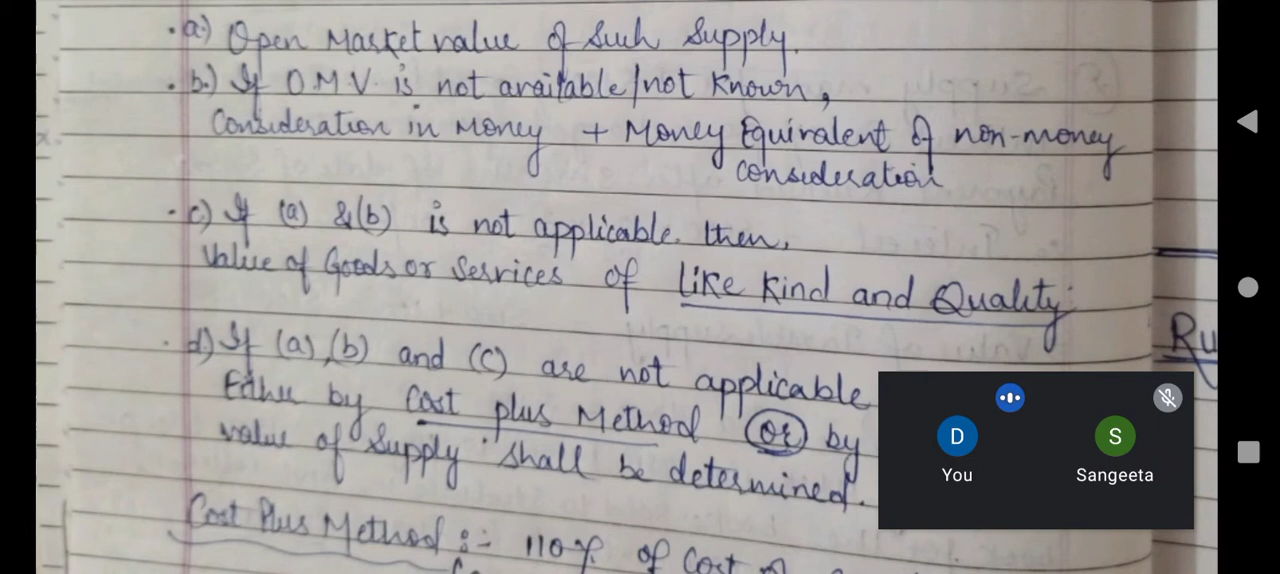 .a.) Open Market value of Such Supply.
.b.) If O.M.V. is not available/not known,
Consideration in Money + Money Equivalent of non-money
consideration
.c) If (a) &(b) is not applicable. then,
Value of Goods or Services of Like Kind and Quality.
.d) If (a),(b) and (c) are not applicable
Either by Cost plus Method (or) by
value of Supply shall be determined.
Cost Plus Method :- 110% of Cost of
Ru
D
You
S
Sangeeta